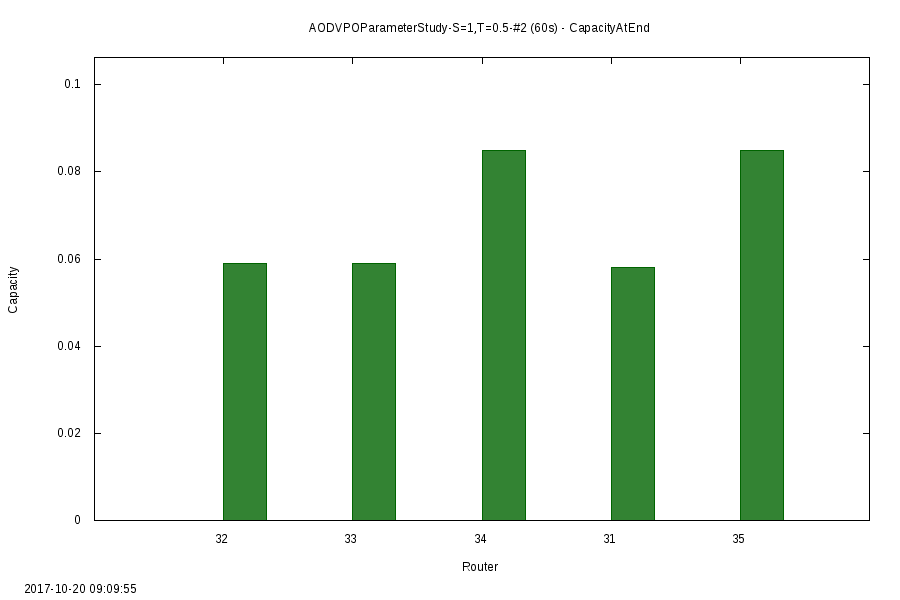 AODVPOParameterStudy-S=1,T=0.5-#2 (60s) - CapacityAtEnd
0.1
0.08
0.06
0.04
0.02
0
Capacity
32 33 34 31 35
Router
2017-10-20 09:09:55